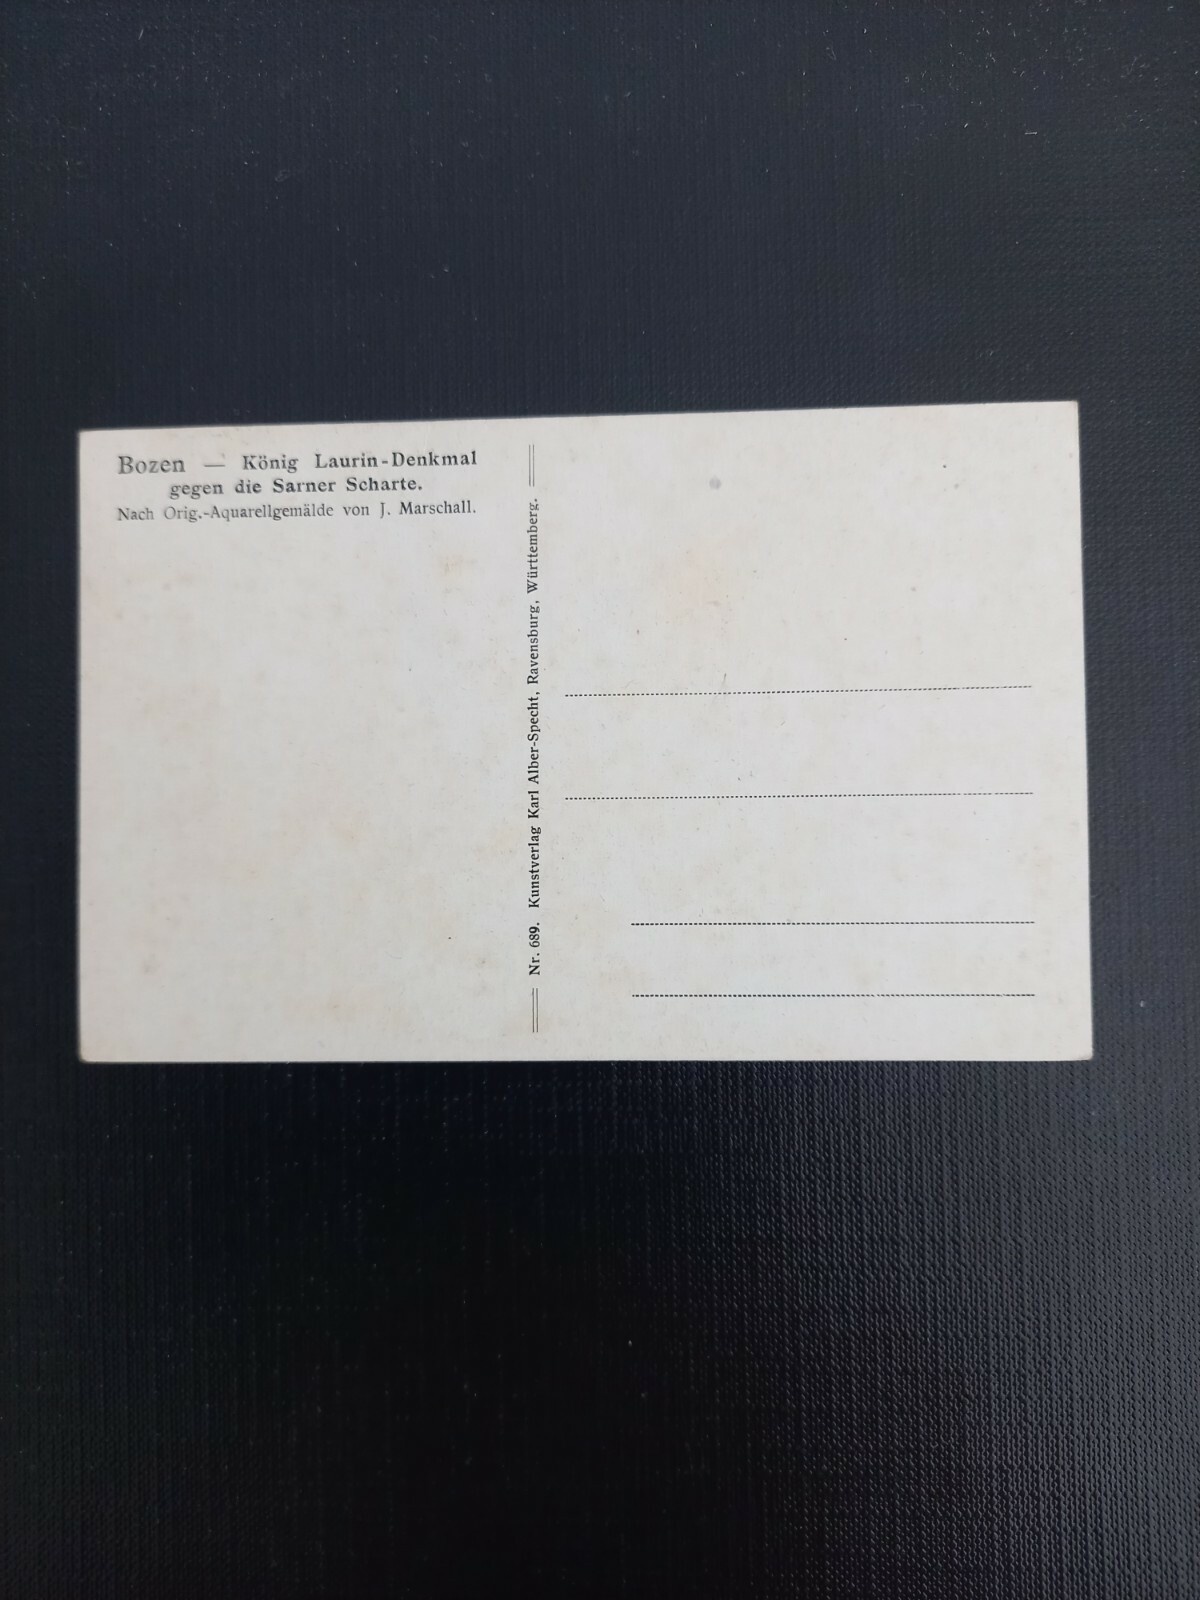 Bozen — König Laurin-Denkmal
gegen die Sarner Scharte.
Nach Orig.-Aquarellgemälde von J. Marschall.
Nr. 689. Kunstverlag Karl Alber-Specht, Ravensburg, Württemberg.